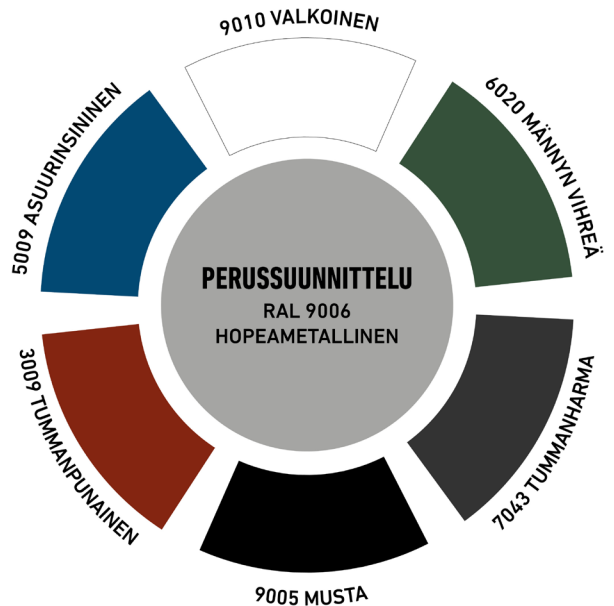 9010 VALKOINEN
6020 MÄNNYN VIHREÄ
7043 TUMMANHARMA
9005 MUSTA
3009 TUMMANPUNAINEN
5009 ASUURINSININEN
PERUSSUUNNITTELU
RAL 9006
HOPEAMETALLINEN